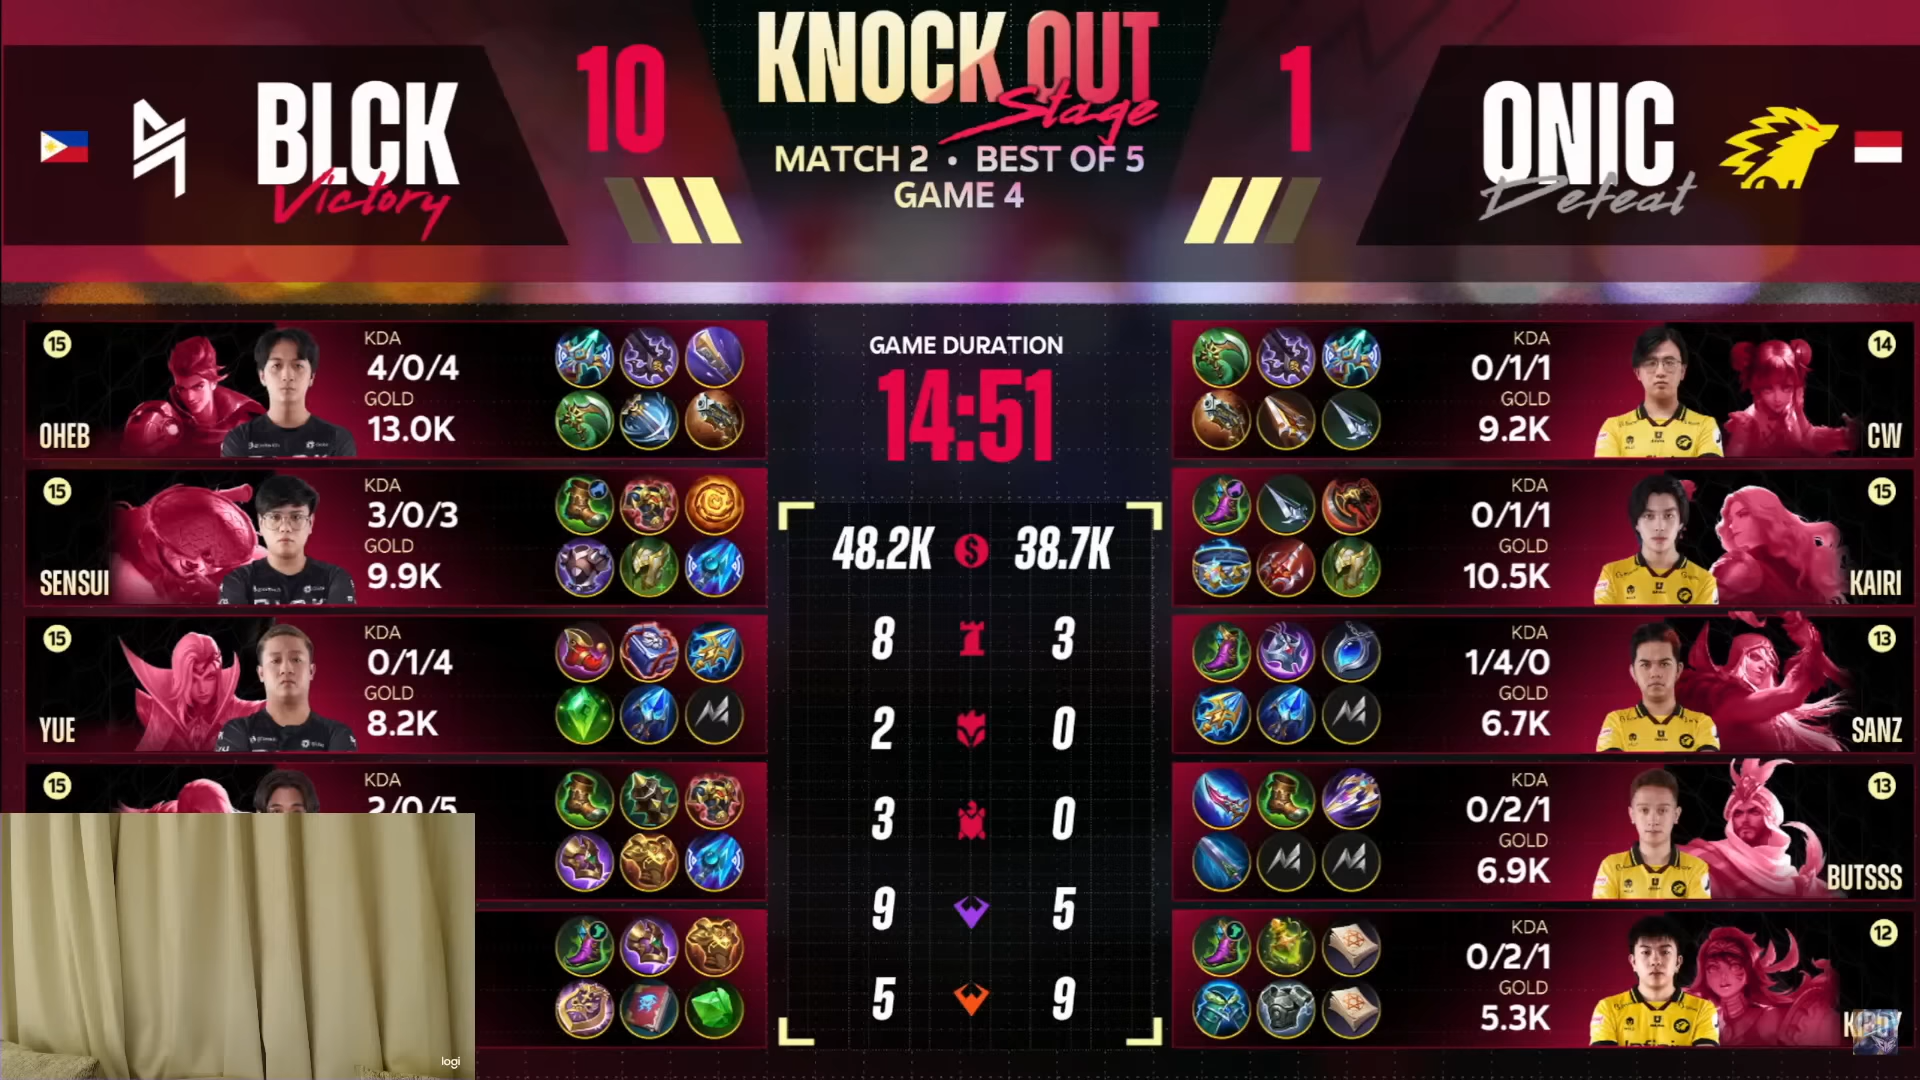 KNOCK OUT
Stage
MATCH 2 • BEST OF 5
GAME 4
BLCK
Victory
10
1
ONIC
Defeat
15
KDA
4/0/4
GOLD
13.0K
OHEB
15
KDA
3/0/3
GOLD
9.9K
SENSUI
15
KDA
0/1/4
GOLD
8.2K
YUE
15
KDA
2/0/5
logi
GAME DURATION
14:51
48.2K $ 38.7K
8 3
2 0
3 0
9 5
5 9
KDA
0/1/1
GOLD
9.2K
14
CW
KDA
0/1/1
GOLD
10.5K
15
KAIRI
KDA
1/4/0
GOLD
6.7K
13
SANZ
KDA
0/2/1
GOLD
6.9K
13
BUTSSS
KDA
0/2/1
GOLD
5.3K
12